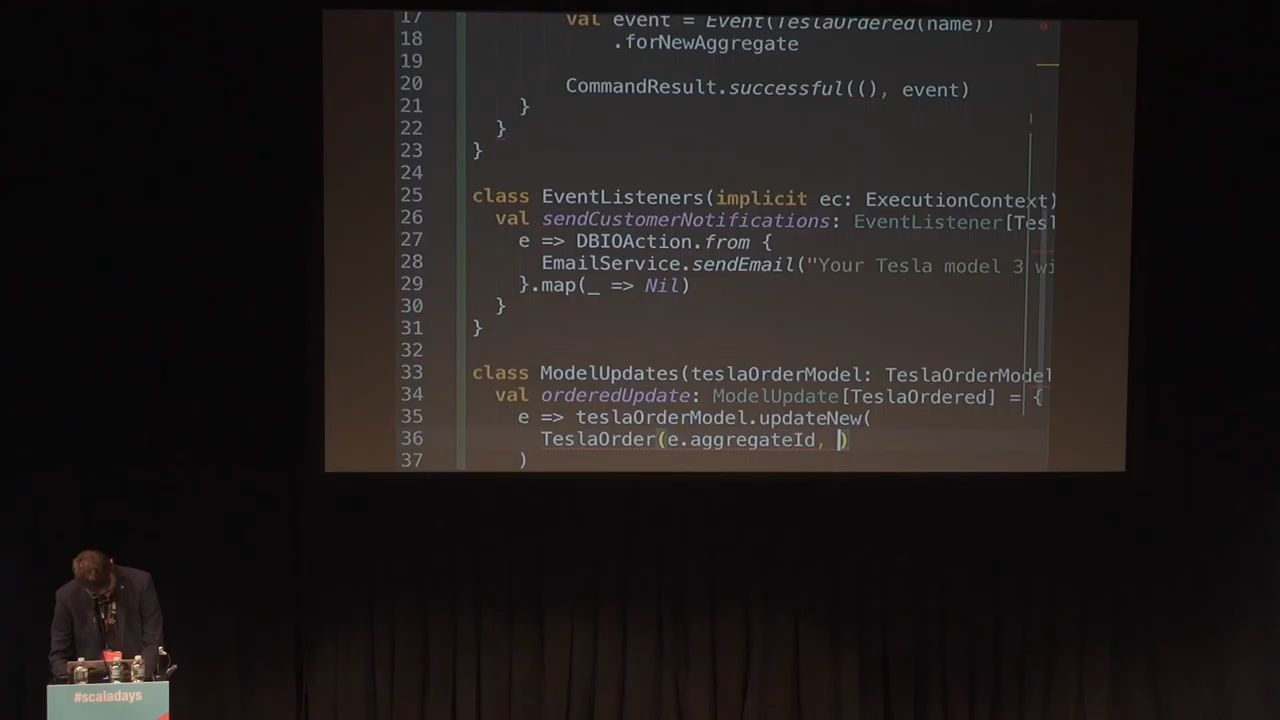 17 val event = Event(TeslaOrdered(name))
18 .forNewAggregate
19
20 CommandResult.successful((), event)
21 }
22 }
23 }
24
25 class EventListeners(implicit ec: ExecutionContext)
26 val sendCustomerNotifications: EventListener[Tesl
27 e => DBIOAction.from {
28 EmailService.sendEmail("Your Tesla model 3 wi
29 }.map(_ => Nil)
30 }
31 }
32
33 class ModelUpdates(teslaOrderModel: TeslaOrderModel
34 val orderedUpdate: ModelUpdate[TeslaOrdered] = {
35 e => teslaOrderModel.updateNew(
36 TeslaOrder(e.aggregateId, )
37 )
#scaladays